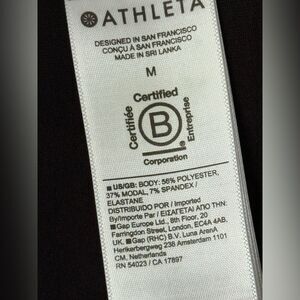 ATHLETA
DESIGNED IN SAN FRANCISCO
CONÇU À SAN FRANCISCO
MADE IN SRI LANKA
M
Certified
Certifiée
B
Entreprise
Corporation
US/GB: BODY: 56% POLYESTER,
37% MODAL, 7% SPANDEX /
ELASTANE
DISTRIBUIDO POR / Imported
By/Importe Par / ΕΙΣΑΓΕΤΑΙ ΑΠΟ ΤΗΝ:
Gap Europe Ltd., 8th Floor, 20
Farringdon Street, London, EC4A 4AB,
UK. Gap (RHC) B.V. Luna ArenA
Herikerbergweg 238 Amsterdam 1101
CM, Netherlands
RN 54023 / CA 17897